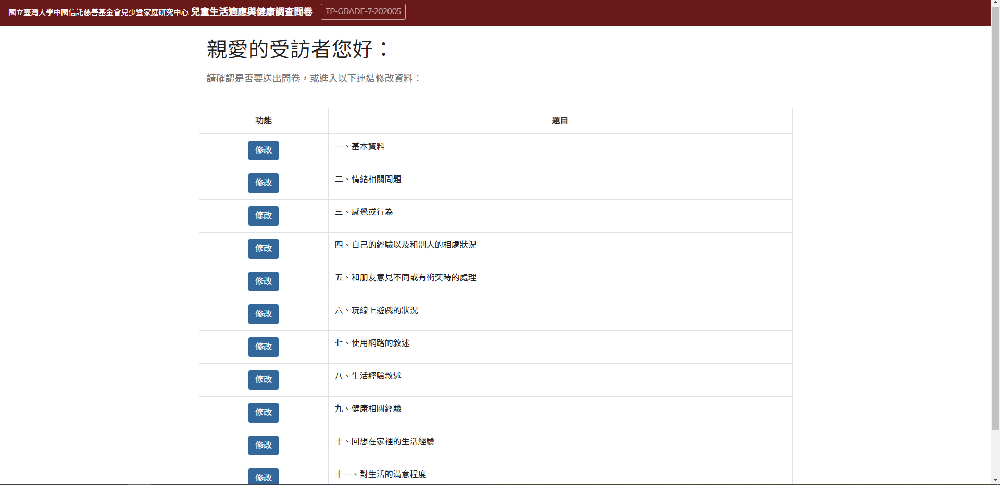 國立臺灣大學中國信託慈善基金會兒少暨家庭研究中心 兒童生活適應與健康調查問卷 TP-GRADE-7-202005
親愛的受訪者您好：
請確認是否要送出問卷，或進入以下連結修改資料：
功能 題目
修改 一、基本資料
修改 二、情緒相關問題
修改 三、感覺或行為
修改 四、自己的經驗以及和別人的相處狀況
修改 五、和朋友意見不同或有衝突時的處理
修改 六、玩線上遊戲的狀況
修改 七、使用網路的敘述
修改 八、生活經驗敘述
修改 九、健康相關經驗
修改 十、回想在家裡的生活經驗
修改 十一、對生活的滿意程度